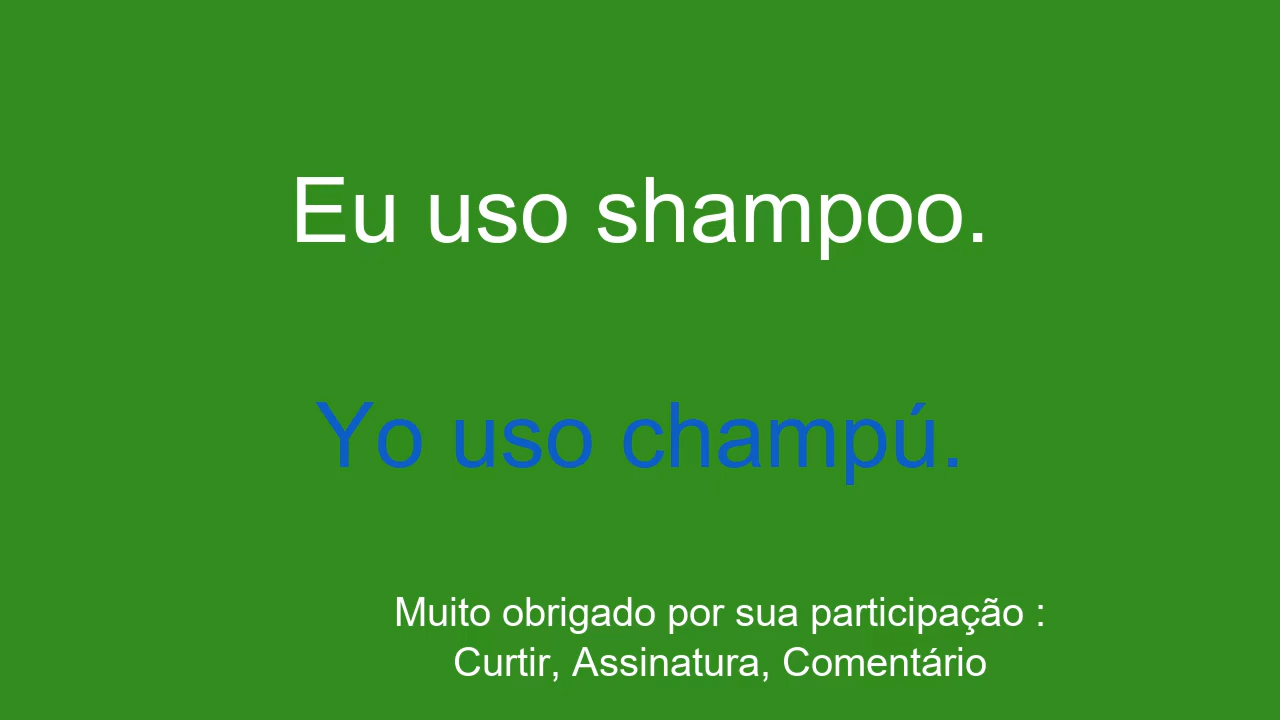 Eu uso shampoo.
Yo uso champú.
Muito obrigado por sua participação :
Curtir, Assinatura, Comentário